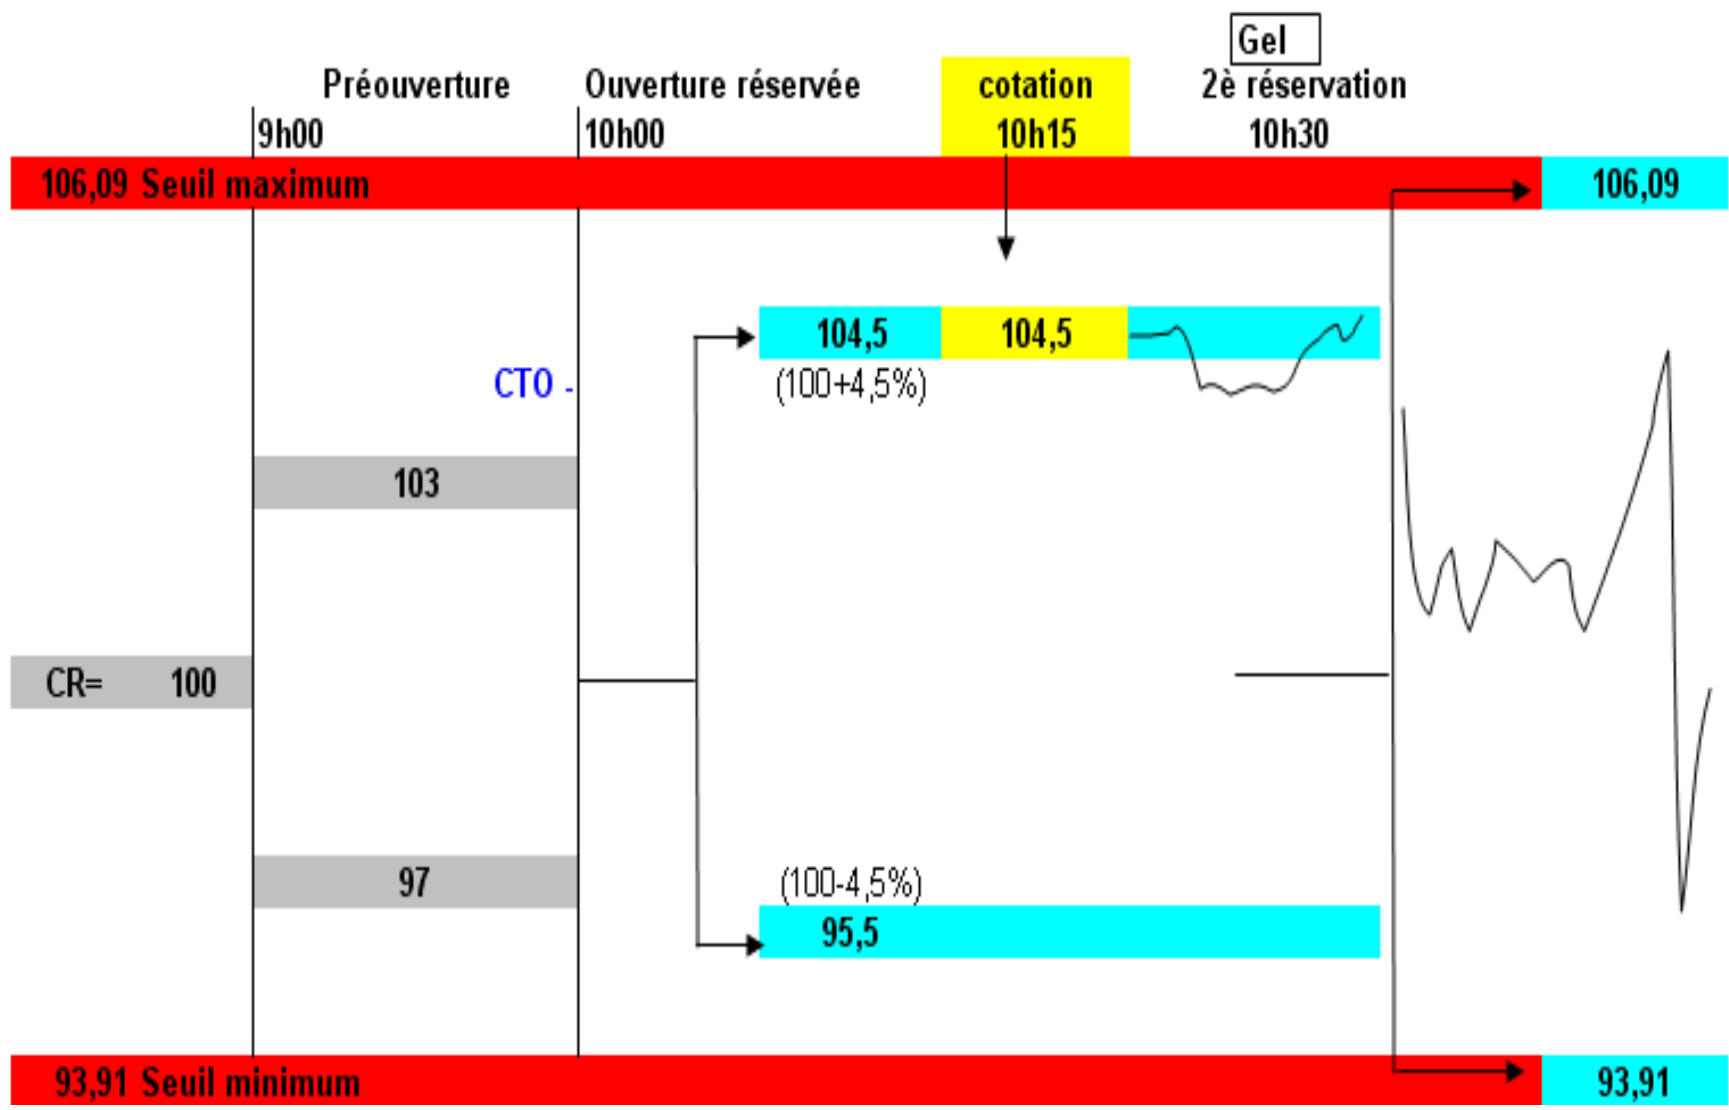 Gel
Préouverture Ouverture réservée cotation 2è réservation
9h00 10h00 10h15 10h30
106,09 Seuil maximum 106,09
104,5 104,5
CTO - (100+4,5%)
103
CR= 100
97 (100-4,5%)
95,5
93,91 Seuil minimum 93,91